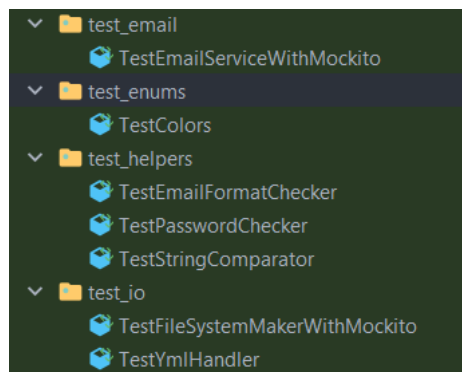 test_email
TestEmailServiceWithMockito
test_enums
TestColors
test_helpers
TestEmailFormatChecker
TestPasswordChecker
TestStringComparator
test_io
TestFileSystemMakerWithMockito
TestYmlHandler